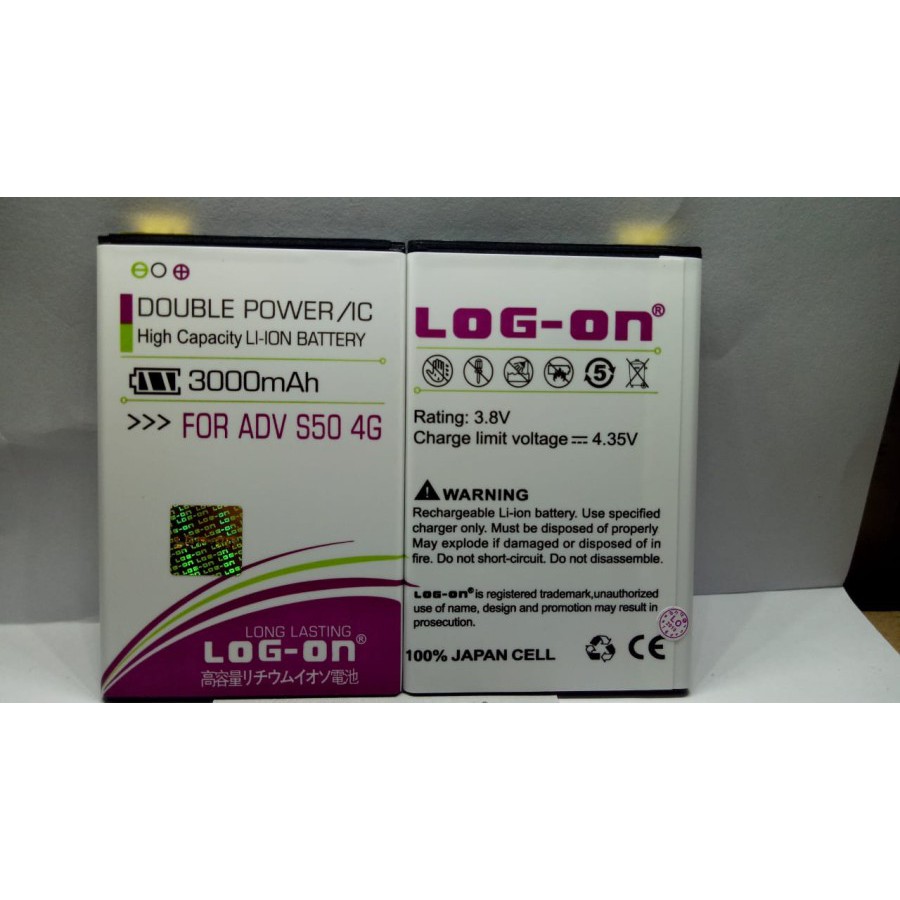 DOUBLE POWER/IC
High Capacity LI-ION BATTERY
3000mAh
>>> FOR ADV S50 4G
LOG-ON
LONG LASTING
LOG-ON®
高容量リチウムイオソ電池
LOG-ON®
5
Rating: 3.8V
Charge limit voltage ⎓ 4.35V
WARNING
Rechargeable Li-ion battery. Use specified
charger only. Must be disposed of properly
May explode if damaged or disposed of in
fire. Do not short-circuit. Do not disassemble.
LOG-ON® is registered trademark,unauthorized
use of name, design and promotion may result in
prosecution.
100% JAPAN CELL
CE
LO